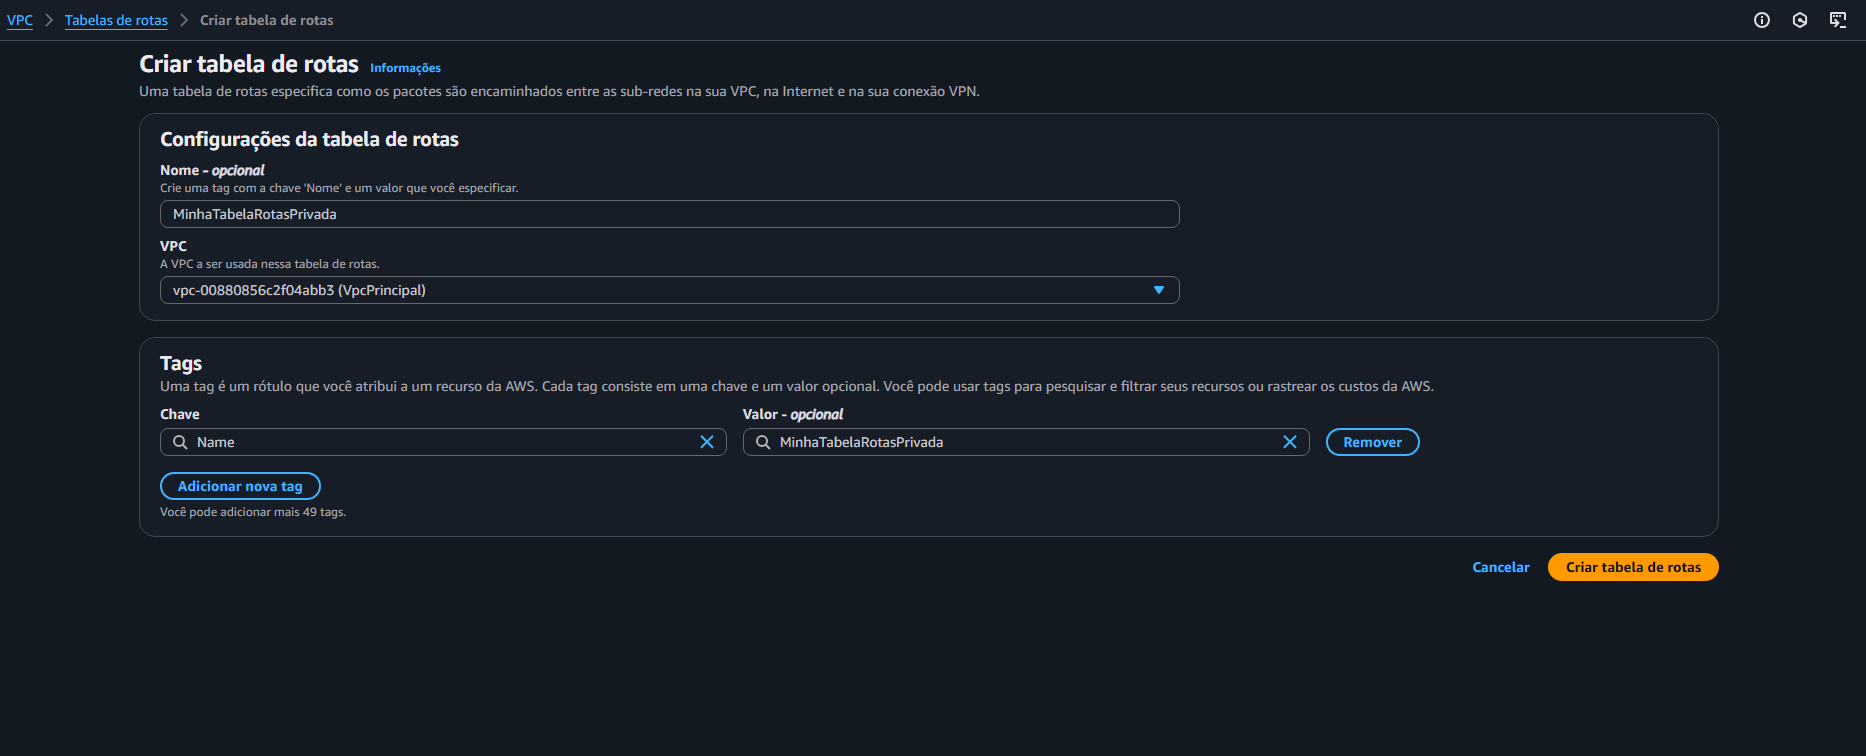 VPC > Tabelas de rotas > Criar tabela de rotas
Criar tabela de rotas Informações
Uma tabela de rotas especifica como os pacotes são encaminhados entre as sub-redes na sua VPC, na Internet e na sua conexão VPN.
Configurações da tabela de rotas
Nome - opcional
Crie uma tag com a chave 'Nome' e um valor que você especificar.
MinhaTabelaRotasPrivada
VPC
A VPC a ser usada nessa tabela de rotas.
vpc-00880856c2f04abb3 (VpcPrincipal)
Tags
Uma tag é um rótulo que você atribui a um recurso da AWS. Cada tag consiste em uma chave e um valor opcional. Você pode usar tags para pesquisar e filtrar seus recursos ou rastrear os custos da AWS.
Chave Valor - opcional
Name MinhaTabelaRotasPrivada Remover
Adicionar nova tag
Você pode adicionar mais 49 tags.
Cancelar Criar tabela de rotas